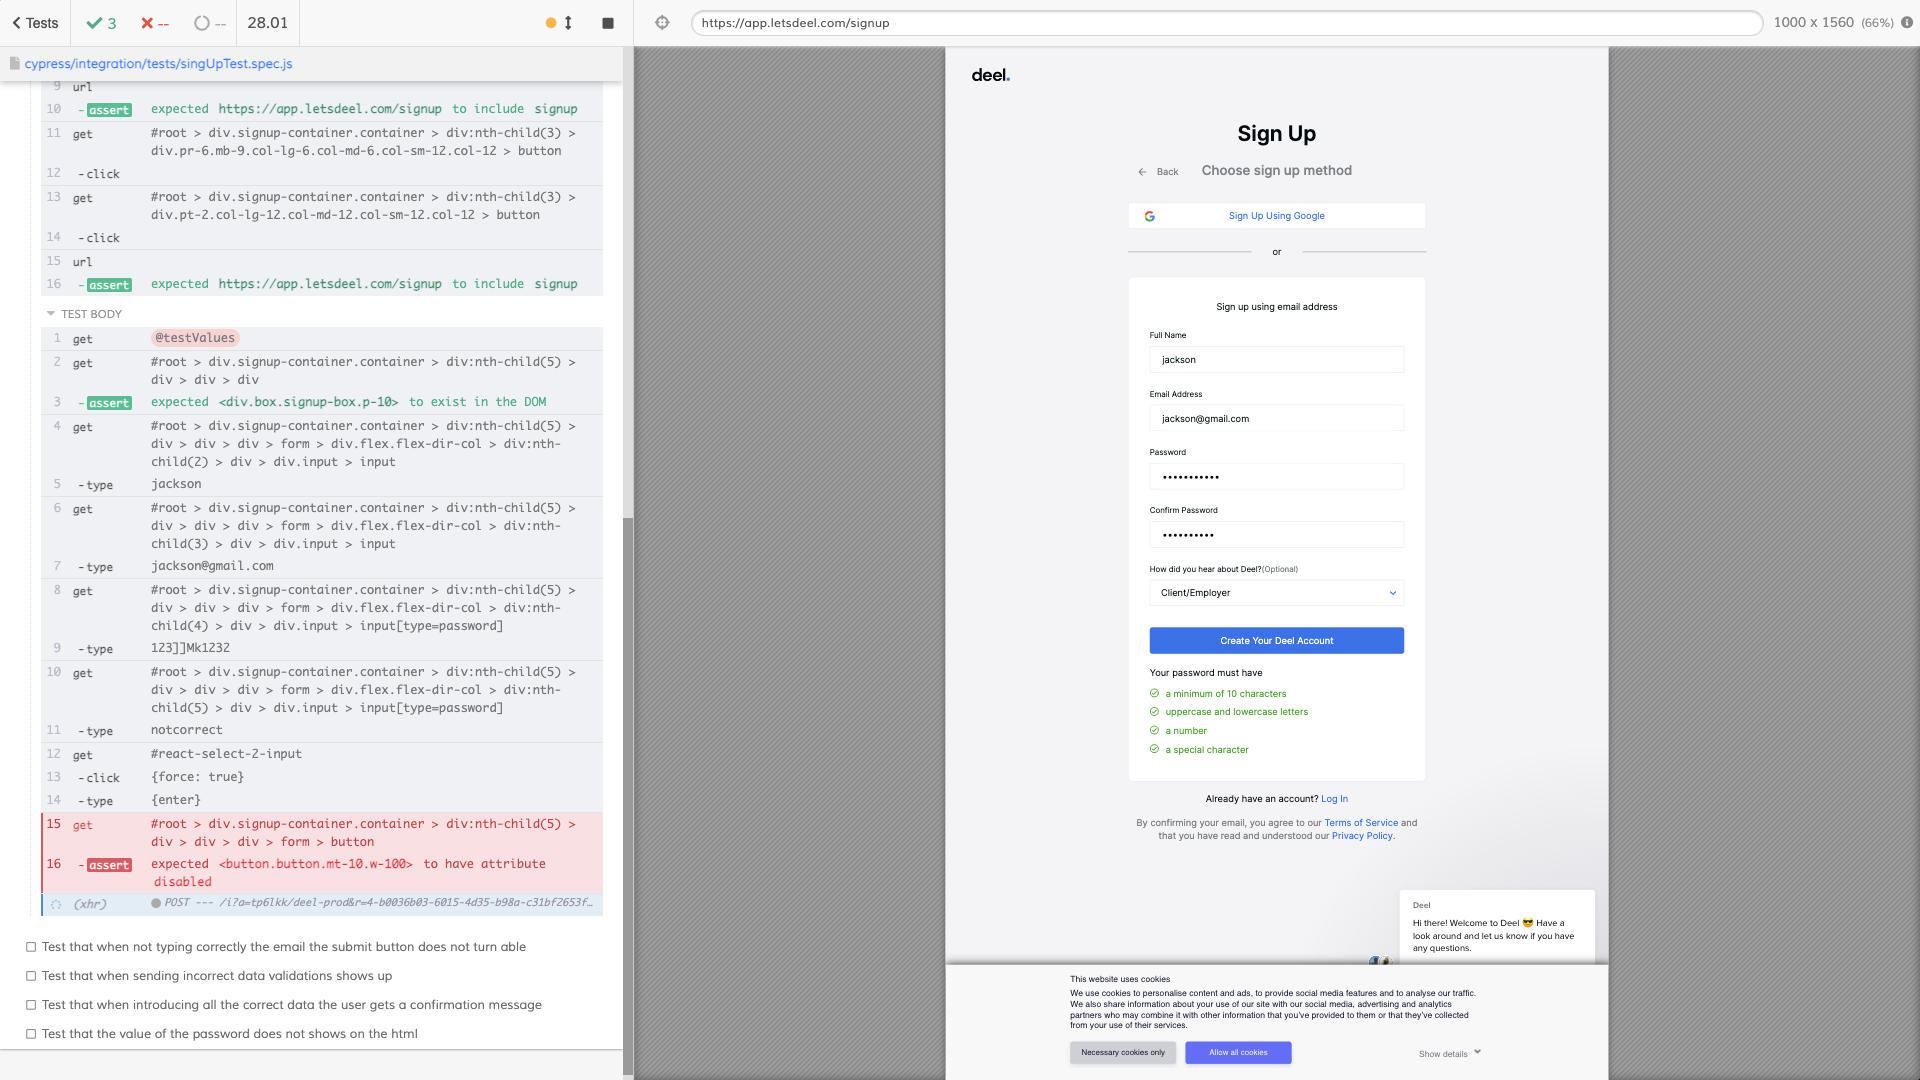 Tests
3
--
--
28.01
https://app.letsdeel.com/signup
1000 x 1560 (66%)
cypress/integration/tests/singUpTest.spec.js
9 url
10 -assert expected https://app.letsdeel.com/signup to include signup
11 get #root > div.signup-container.container > div:nth-child(3) >
div.pr-6.mb-9.col-lg-6.col-md-6.col-sm-12.col-12 > button
12 -click
13 get #root > div.signup-container.container > div:nth-child(3) >
div.pt-2.col-lg-12.col-md-12.col-sm-12.col-12 > button
14 -click
15 url
16 -assert expected https://app.letsdeel.com/signup to include signup
TEST BODY
1 get @testValues
2 get #root > div.signup-container.container > div:nth-child(5) >
div > div > div
3 -assert expected <div.box.signup-box.p-10> to exist in the DOM
4 get #root > div.signup-container.container > div:nth-child(5) >
div > div > div > form > div.flex.flex-dir-col > div:nth-
child(2) > div > div.input > input
5 -type jackson
6 get #root > div.signup-container.container > div:nth-child(5) >
div > div > div > form > div.flex.flex-dir-col > div:nth-
child(3) > div > div.input > input
7 -type jackson@gmail.com
8 get #root > div.signup-container.container > div:nth-child(5) >
div > div > div > form > div.flex.flex-dir-col > div:nth-
child(4) > div > div.input > input[type=password]
9 -type 123]]Mk1232
10 get #root > div.signup-container.container > div:nth-child(5) >
div > div > div > form > div.flex.flex-dir-col > div:nth-
child(5) > div > div.input > input[type=password]
11 -type notcorrect
12 get #react-select-2-input
13 -click {force: true}
14 -type {enter}
15 get #root > div.signup-container.container > div:nth-child(5) >
div > div > div > form > button
16 -assert expected <button.button.mt-10.w-100> to have attribute
disabled
(xhr) POST --- /i?a=tp6lkk/deel-prod&r=4-b0036b03-6015-4d35-b98a-c31bf2653f...
Test that when not typing correctly the email the submit button does not turn able
Test that when sending incorrect data validations shows up
Test that when introducing all the correct data the user gets a confirmation message
Test that the value of the password does not shows on the html
deel.
Sign Up
Back Choose sign up method
Sign Up Using Google
or
Sign up using email address
Full Name
jackson
Email Address
jackson@gmail.com
Password
•••••••••••
Confirm Password
••••••••••
How did you hear about Deel?(Optional)
Client/Employer
Create Your Deel Account
Your password must have
a minimum of 10 characters
uppercase and lowercase letters
a number
a special character
Already have an account? Log In
By confirming your email, you agree to our Terms of Service and
that you have read and understood our Privacy Policy.
Deel
Hi there! Welcome to Deel 😎 Have a
look around and let us know if you have
any questions.
This website uses cookies
We use cookies to personalise content and ads, to provide social media features and to analyse our traffic.
We also share information about your use of our site with our social media, advertising and analytics
partners who may combine it with other information that you've provided to them or that they've collected
from your use of their services.
Necessary cookies only
Allow all cookies
Show details